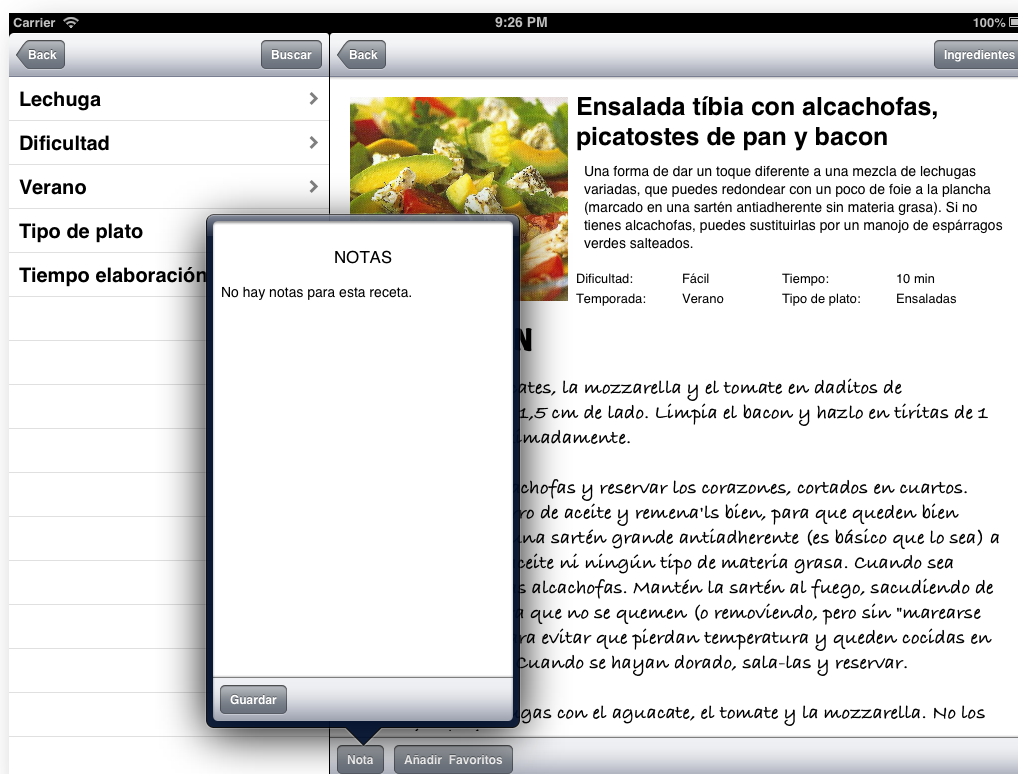 Carrier 9:26 PM 100%
Back Buscar Back Ingredientes
Lechuga
Dificultad
Verano
Tipo de plato
Tiempo elaboración
Ensalada tíbia con alcachofas,
picatostes de pan y bacon
Una forma de dar un toque diferente a una mezcla de lechugas
variadas, que puedes redondear con un poco de foie a la plancha
(marcado en una sartén antiadherente sin materia grasa). Si no
tienes alcachofas, puedes sustituirlas por un manojo de espárragos
verdes salteados.
Dificultad: Fácil Tiempo: 10 min
Temporada: Verano Tipo de plato: Ensaladas
NOTAS
No hay notas para esta receta.
Guardar
N
ates, la mozzarella y el tomate en daditos de
1,5 cm de lado. Limpia el bacon y hazlo en tiritas de 1
imadamente.
chofas y reservar los corazones, cortados en cuartos.
ro de aceite y remena'ls bien, para que queden bien
una sartén grande antiadherente (es básico que lo sea) a
ceite ni ningún tipo de materia grasa. Cuando sea
s alcachofas. Mantén la sartén al fuego, sacudiendo de
a que no se quemen (o removiendo, pero sin "marearse
ra evitar que pierdan temperatura y queden cocidas en
Cuando se hayan dorado, sala-las y reservar.
gas con el aguacate, el tomate y la mozzarella. No los
Nota Añadir Favoritos